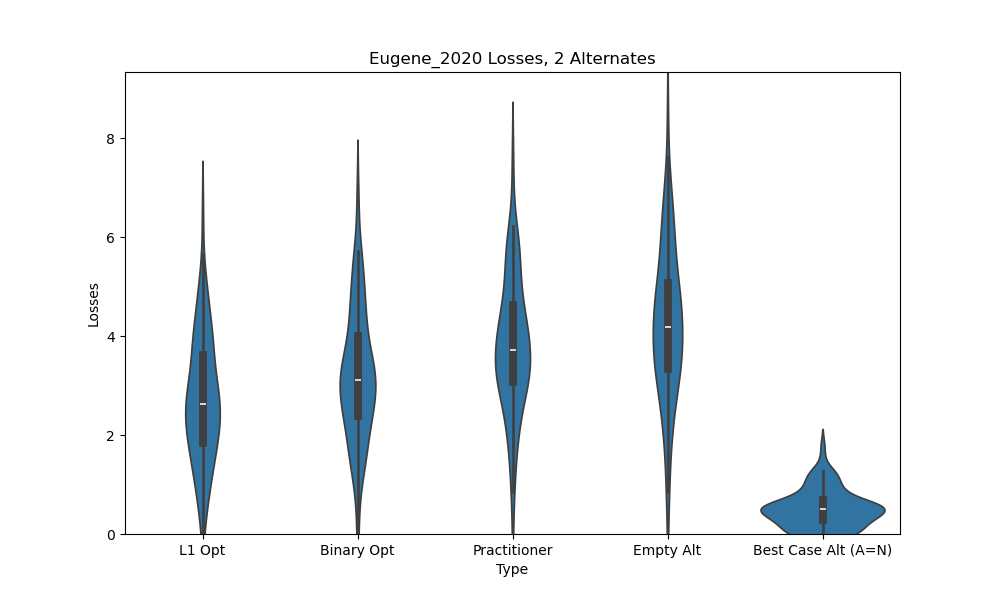 Eugene_2020 Losses, 2 Alternates
8
6
4
2
0
Losses
L1 Opt
Binary Opt
Practitioner
Empty Alt
Best Case Alt (A=N)
Type